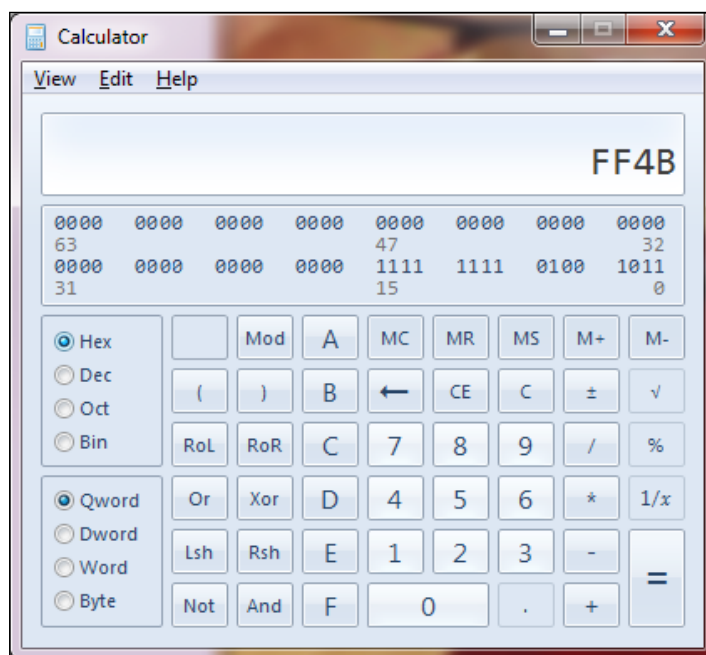 Calculator
View Edit Help
FF4B
0000 0000 0000 0000 0000 0000 0000 0000
63 47 32
0000 0000 0000 0000 1111 1111 0100 1011
31 15 0
Hex Mod A MC MR MS M+ M-
Dec
( ) B ← CE C ± √
Oct
Bin RoL RoR C 7 8 9 / %
Qword Or Xor D 4 5 6 * 1/x
Dword
Lsh Rsh E 1 2 3 - =
Word
Byte Not And F 0 . +